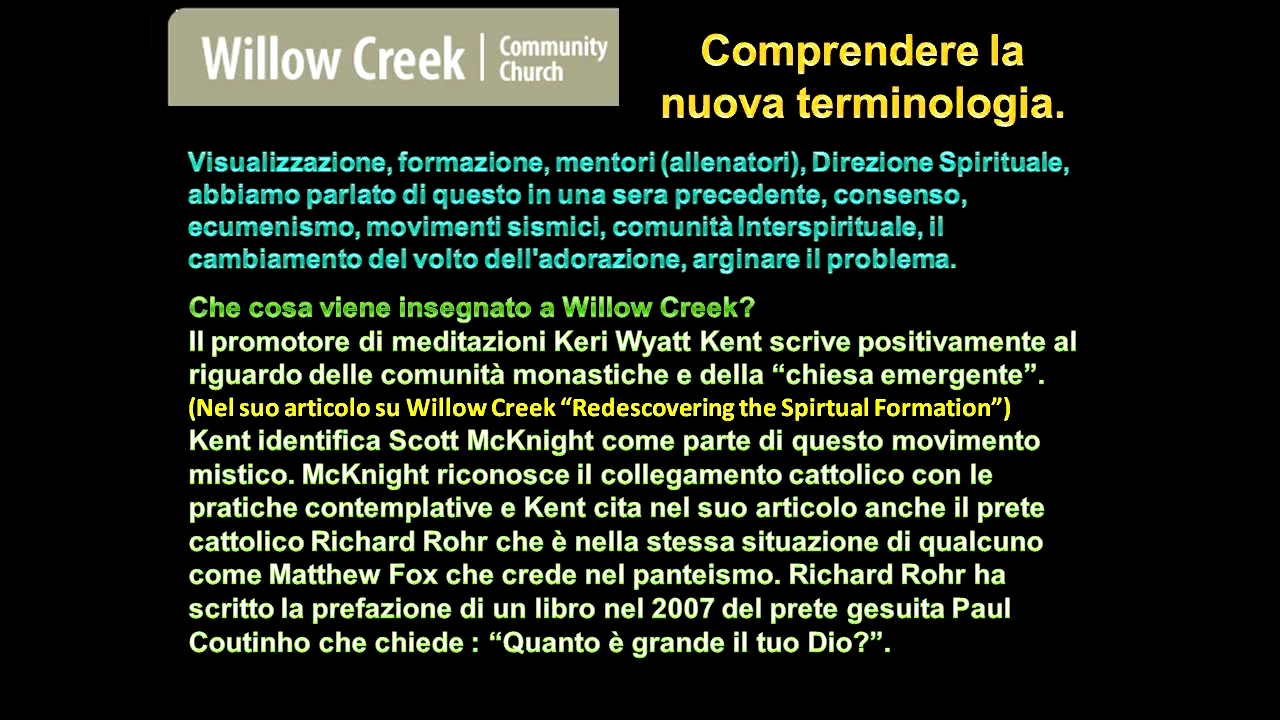 Willow Creek | Community Church
Comprendere la
nuova terminologia.
Visualizzazione, formazione, mentori (allenatori), Direzione Spirituale,
abbiamo parlato di questo in una sera precedente, consenso,
ecumenismo, movimenti sismici, comunità Interspirituale, il
cambiamento del volto dell'adorazione, arginare il problema.
Che cosa viene insegnato a Willow Creek?
Il promotore di meditazioni Keri Wyatt Kent scrive positivamente al
riguardo delle comunità monastiche e della “chiesa emergente”.
(Nel suo articolo su Willow Creek “Redescovering the Spirtual Formation”)
Kent identifica Scott McKnight come parte di questo movimento
mistico. McKnight riconosce il collegamento cattolico con le
pratiche contemplative e Kent cita nel suo articolo anche il prete
cattolico Richard Rohr che è nella stessa situazione di qualcuno
come Matthew Fox che crede nel panteismo. Richard Rohr ha
scritto la prefazione di un libro nel 2007 del prete gesuita Paul
Coutinho che chiede : “Quanto è grande il tuo Dio?”.